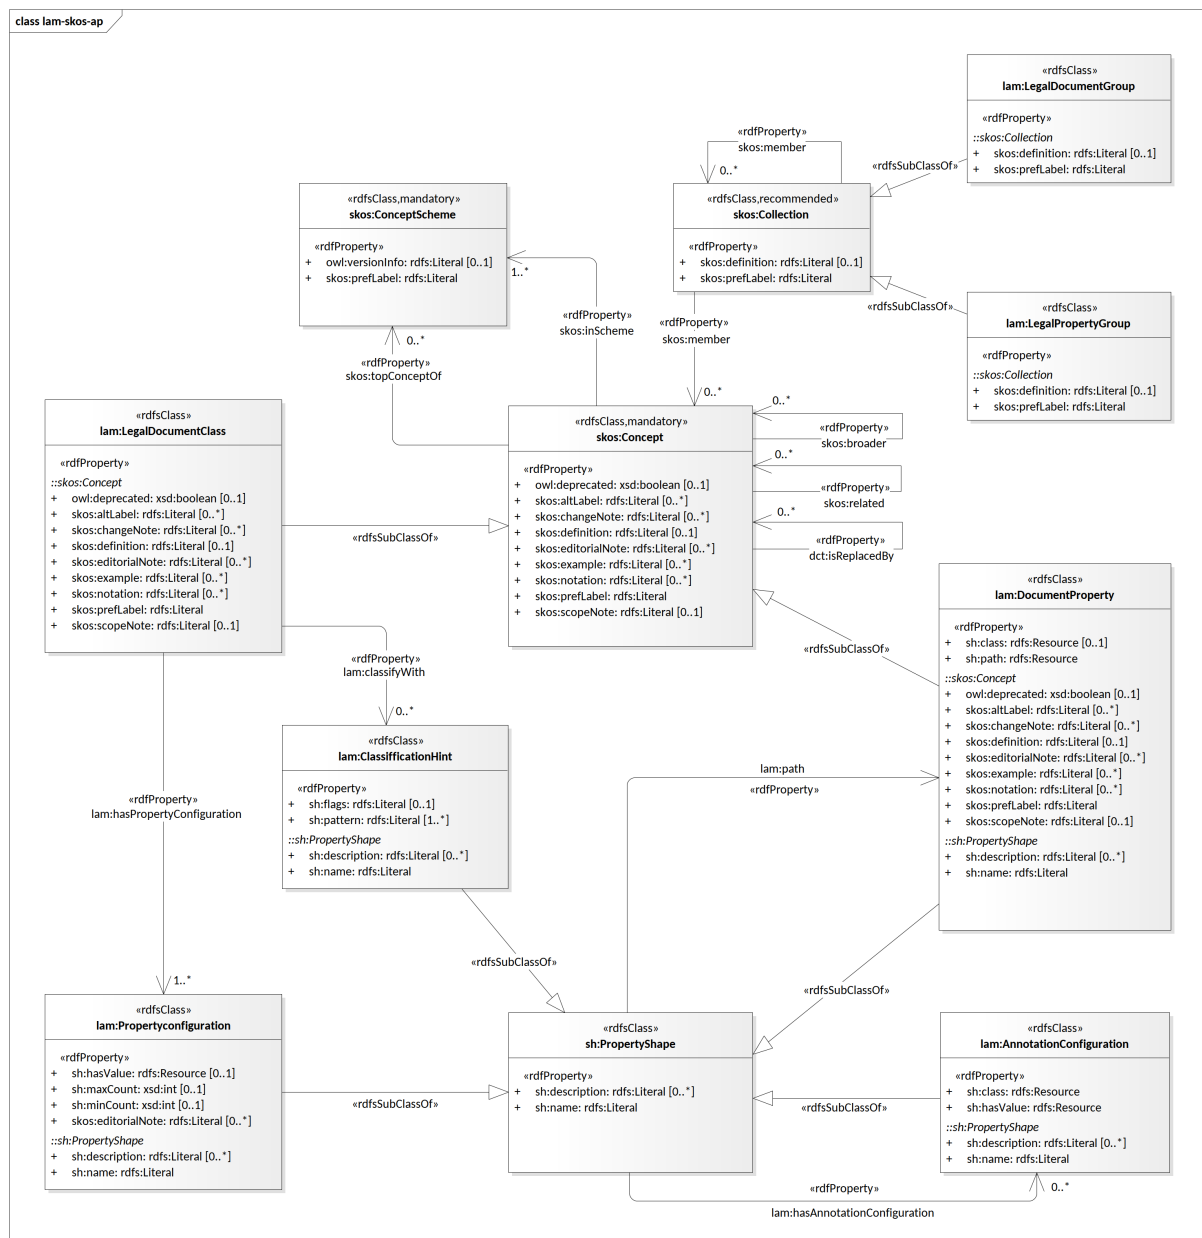 class lam-skos-ap
«rdfsClass»
lam:LegalDocumentGroup
«rdfProperty»
::skos:Collection
+ skos:definition: rdfs:Literal [0..1]
+ skos:prefLabel: rdfs:Literal
«rdfProperty»
skos:member
0..*
«rdfsSubClassOf»
«rdfsClass,mandatory»
skos:ConceptScheme
«rdfProperty»
+ owl:versionInfo: rdfs:Literal [0..1]
+ skos:prefLabel: rdfs:Literal
«rdfsClass,recommended»
skos:Collection
«rdfProperty»
+ skos:definition: rdfs:Literal [0..1]
+ skos:prefLabel: rdfs:Literal
1..*
«rdfProperty»
skos:inScheme
«rdfProperty»
skos:member
0..*
«rdfsSubClassOf»
«rdfsClass»
lam:LegalPropertyGroup
«rdfProperty»
::skos:Collection
+ skos:definition: rdfs:Literal [0..1]
+ skos:prefLabel: rdfs:Literal
0..*
«rdfProperty»
skos:topConceptOf
«rdfsClass»
lam:LegalDocumentClass
«rdfProperty»
::skos:Concept
+ owl:deprecated: xsd:boolean [0..1]
+ skos:altLabel: rdfs:Literal [0..*]
+ skos:changeNote: rdfs:Literal [0..*]
+ skos:definition: rdfs:Literal [0..1]
+ skos:editorialNote: rdfs:Literal [0..*]
+ skos:example: rdfs:Literal [0..*]
+ skos:notation: rdfs:Literal [0..*]
+ skos:prefLabel: rdfs:Literal
+ skos:scopeNote: rdfs:Literal [0..1]
«rdfsSubClassOf»
«rdfsClass,mandatory»
skos:Concept
«rdfProperty»
+ owl:deprecated: xsd:boolean [0..1]
+ skos:altLabel: rdfs:Literal [0..*]
+ skos:changeNote: rdfs:Literal [0..*]
+ skos:definition: rdfs:Literal [0..1]
+ skos:editorialNote: rdfs:Literal [0..*]
+ skos:example: rdfs:Literal [0..*]
+ skos:notation: rdfs:Literal [0..*]
+ skos:prefLabel: rdfs:Literal
+ skos:scopeNote: rdfs:Literal [0..1]
0..*
«rdfProperty»
skos:broader
0..*
«rdfProperty»
skos:related
0..*
«rdfProperty»
dct:isReplacedBy
«rdfsSubClassOf»
«rdfsClass»
lam:DocumentProperty
«rdfProperty»
+ sh:class: rdfs:Resource [0..1]
+ sh:path: rdfs:Resource
::skos:Concept
+ owl:deprecated: xsd:boolean [0..1]
+ skos:altLabel: rdfs:Literal [0..*]
+ skos:changeNote: rdfs:Literal [0..*]
+ skos:definition: rdfs:Literal [0..1]
+ skos:editorialNote: rdfs:Literal [0..*]
+ skos:example: rdfs:Literal [0..*]
+ skos:notation: rdfs:Literal [0..*]
+ skos:prefLabel: rdfs:Literal
+ skos:scopeNote: rdfs:Literal [0..1]
::sh:PropertyShape
+ sh:description: rdfs:Literal [0..*]
+ sh:name: rdfs:Literal
«rdfProperty»
lam:classifyWith
0..*
«rdfsClass»
lam:ClassifficationHint
«rdfProperty»
+ sh:flags: rdfs:Literal [0..1]
+ sh:pattern: rdfs:Literal [1..*]
::sh:PropertyShape
+ sh:description: rdfs:Literal [0..*]
+ sh:name: rdfs:Literal
«rdfProperty»
lam:hasPropertyConfiguration
1..*
lam:path
«rdfProperty»
«rdfsSubClassOf»
«rdfsSubClassOf»
«rdfsClass»
lam:Propertyconfiguration
«rdfProperty»
+ sh:hasValue: rdfs:Resource [0..1]
+ sh:maxCount: xsd:int [0..1]
+ sh:minCount: xsd:int [0..1]
+ skos:editorialNote: rdfs:Literal [0..*]
::sh:PropertyShape
+ sh:description: rdfs:Literal [0..*]
+ sh:name: rdfs:Literal
«rdfsSubClassOf»
«rdfsClass»
sh:PropertyShape
«rdfProperty»
+ sh:description: rdfs:Literal [0..*]
+ sh:name: rdfs:Literal
«rdfsSubClassOf»
«rdfsClass»
lam:AnnotationConfiguration
«rdfProperty»
+ sh:class: rdfs:Resource
+ sh:hasValue: rdfs:Resource
::sh:PropertyShape
+ sh:description: rdfs:Literal [0..*]
+ sh:name: rdfs:Literal
«rdfProperty»
0..*
lam:hasAnnotationConfiguration